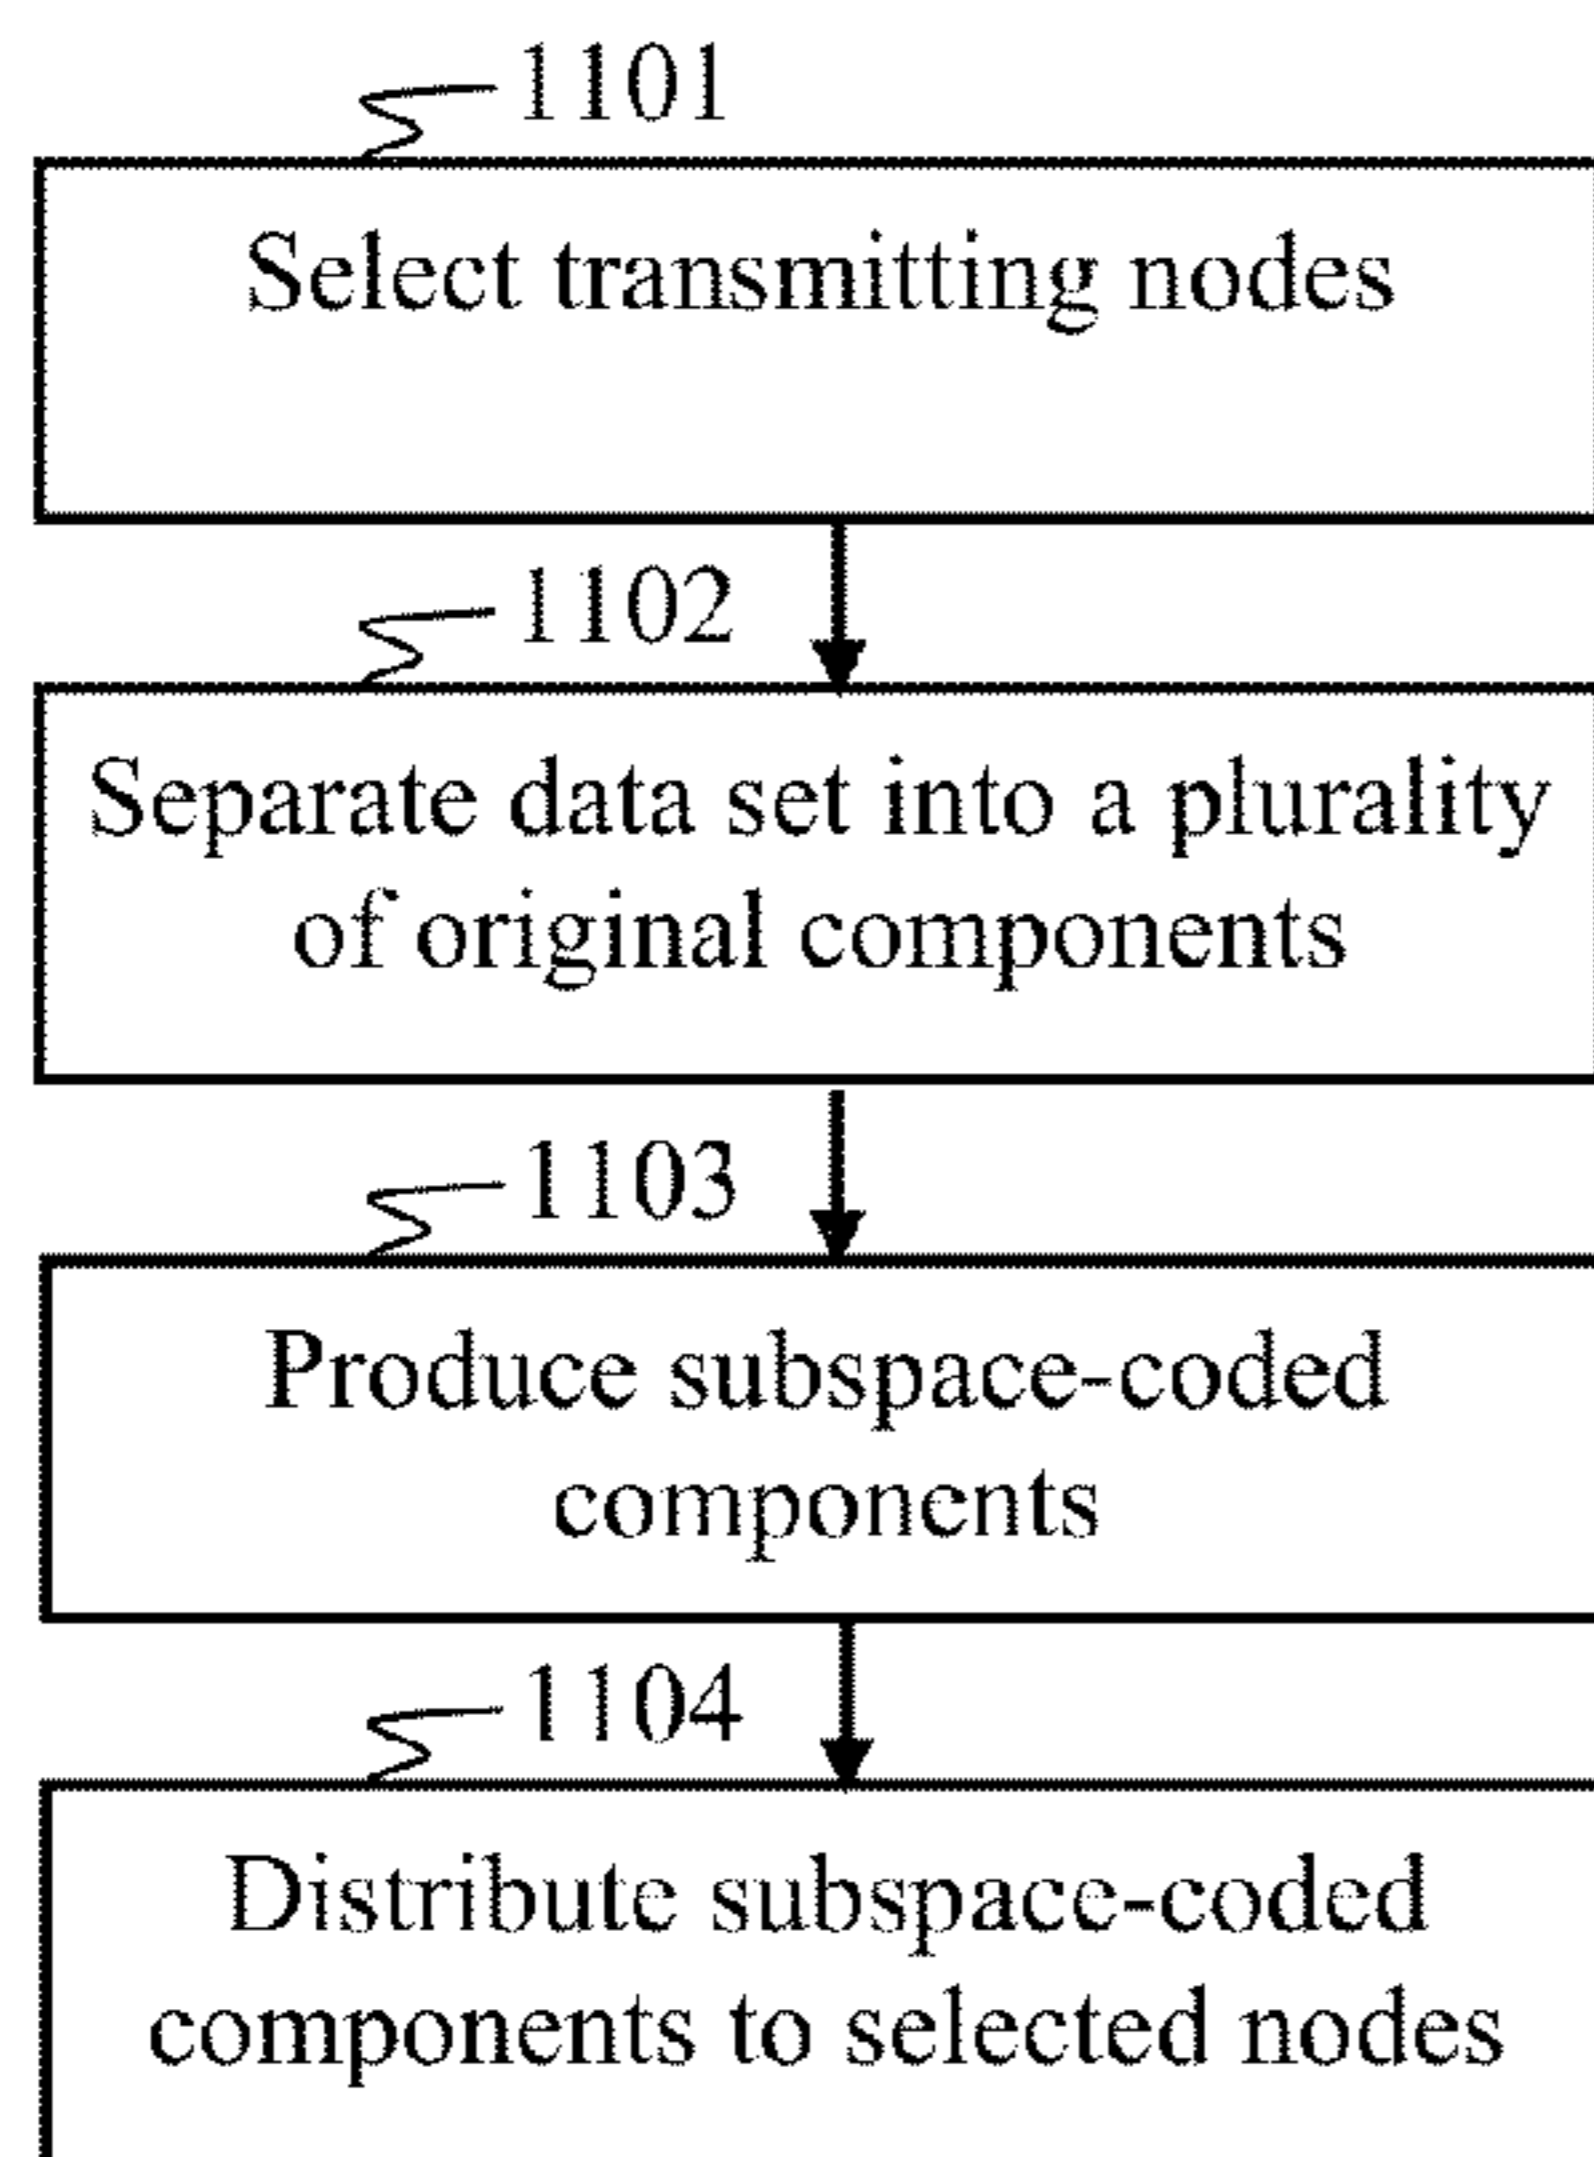 1101
Select transmitting nodes
1102
Separate data set into a plurality
of original components
1103
Produce subspace-coded
components
1104
Distribute subspace-coded
components to selected nodes